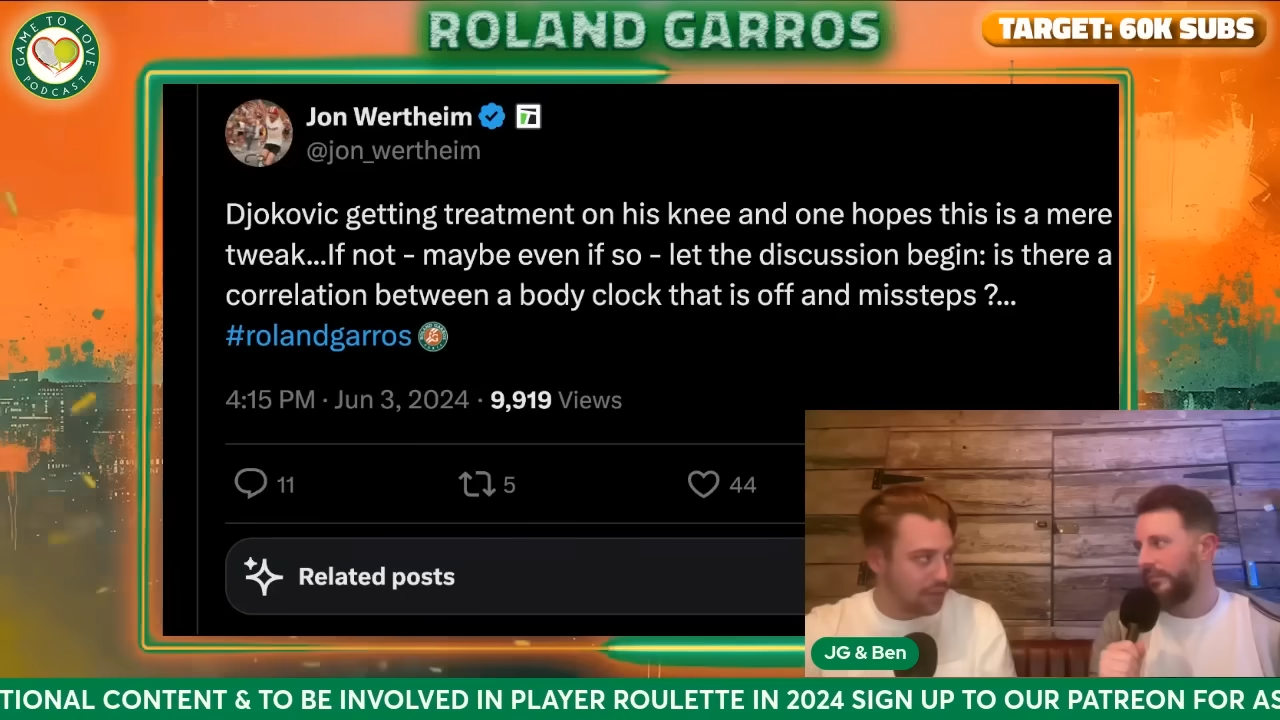 GAME TO LOVE
PODCAST
ROLAND GARROS
TARGET: 60K SUBS
Jon Wertheim
@jon_wertheim
Djokovic getting treatment on his knee and one hopes this is a mere
tweak...If not - maybe even if so - let the discussion begin: is there a
correlation between a body clock that is off and missteps ?...
#rolandgarros
4:15 PM · Jun 3, 2024 · 9,919 Views
11 5 44
Related posts
JG & Ben
TIONAL CONTENT & TO BE INVOLVED IN PLAYER ROULETTE IN 2024 SIGN UP TO OUR PATREON FOR AS